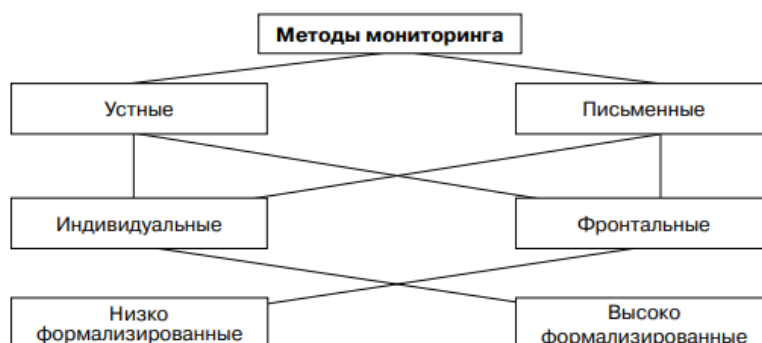 Методы мониторинга
Устные
Письменные
Индивидуальные
Фронтальные
Низко
формализированные
Высоко
формализированные